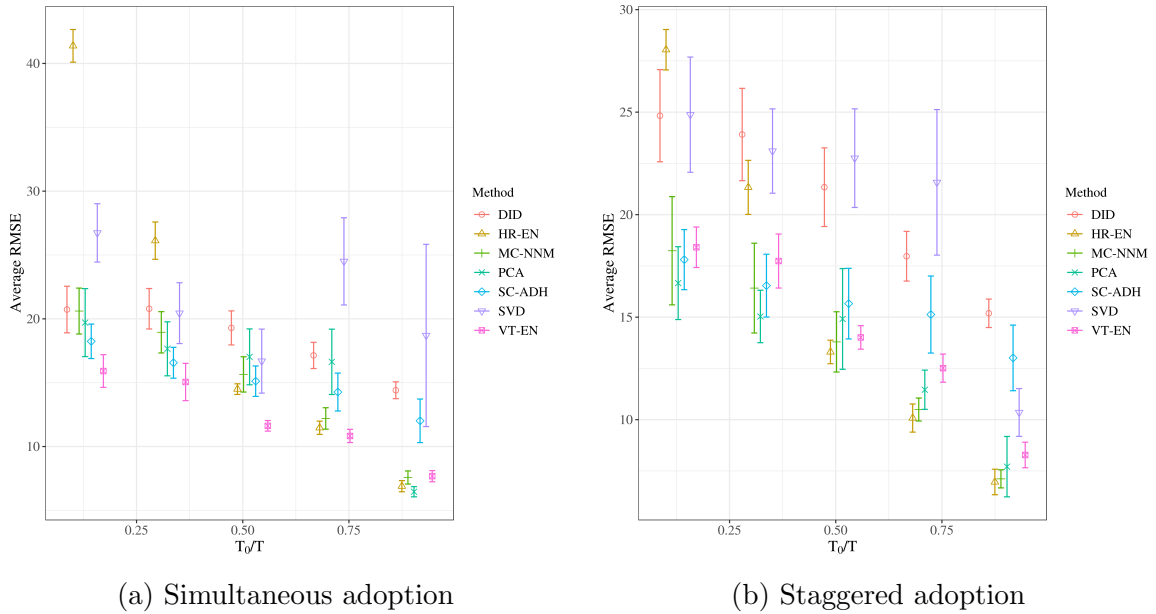 Average RMSE
40
30
20
10
0.25 0.50 0.75
T₀/T
Method
DID
HR-EN
MC-NNM
PCA
SC-ADH
SVD
VT-EN
(a) Simultaneous adoption
Average RMSE
30
25
20
15
10
0.25 0.50 0.75
T₀/T
Method
DID
HR-EN
MC-NNM
PCA
SC-ADH
SVD
VT-EN
(b) Staggered adoption